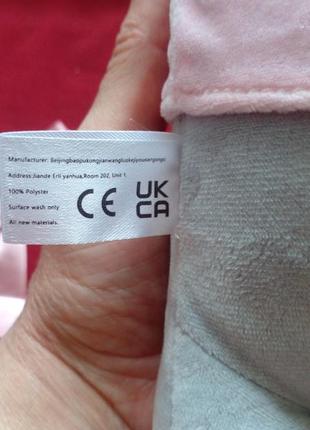 Manufacturer: Beijingbaopukongjianwangluokejiyouxiangongsi
Address:Jiande Erli yanhua,Room 202, Unit 1
100% Polyster
Surface wash only
All new materials.
CE UK
CA